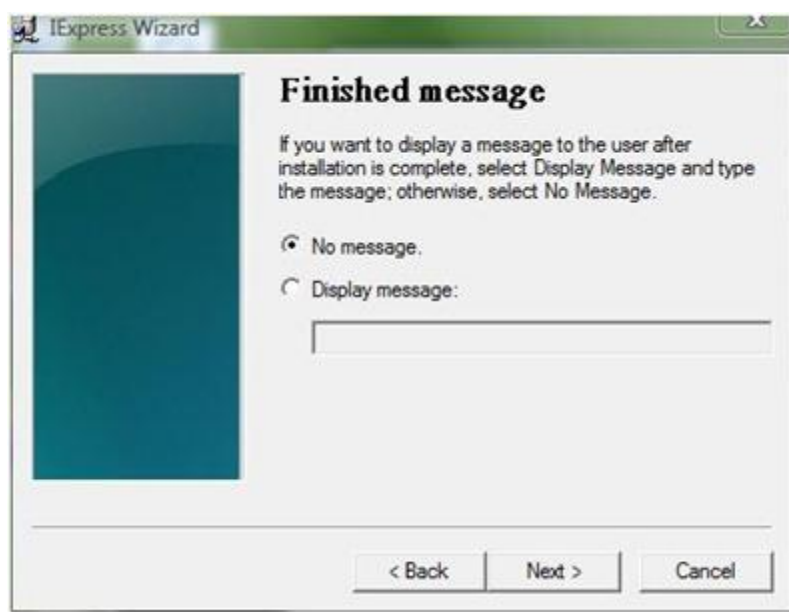 IExpress Wizard
Finished message
If you want to display a message to the user after
installation is complete, select Display Message and type
the message; otherwise, select No Message.
No message.
Display message:
< Back
Next >
Cancel